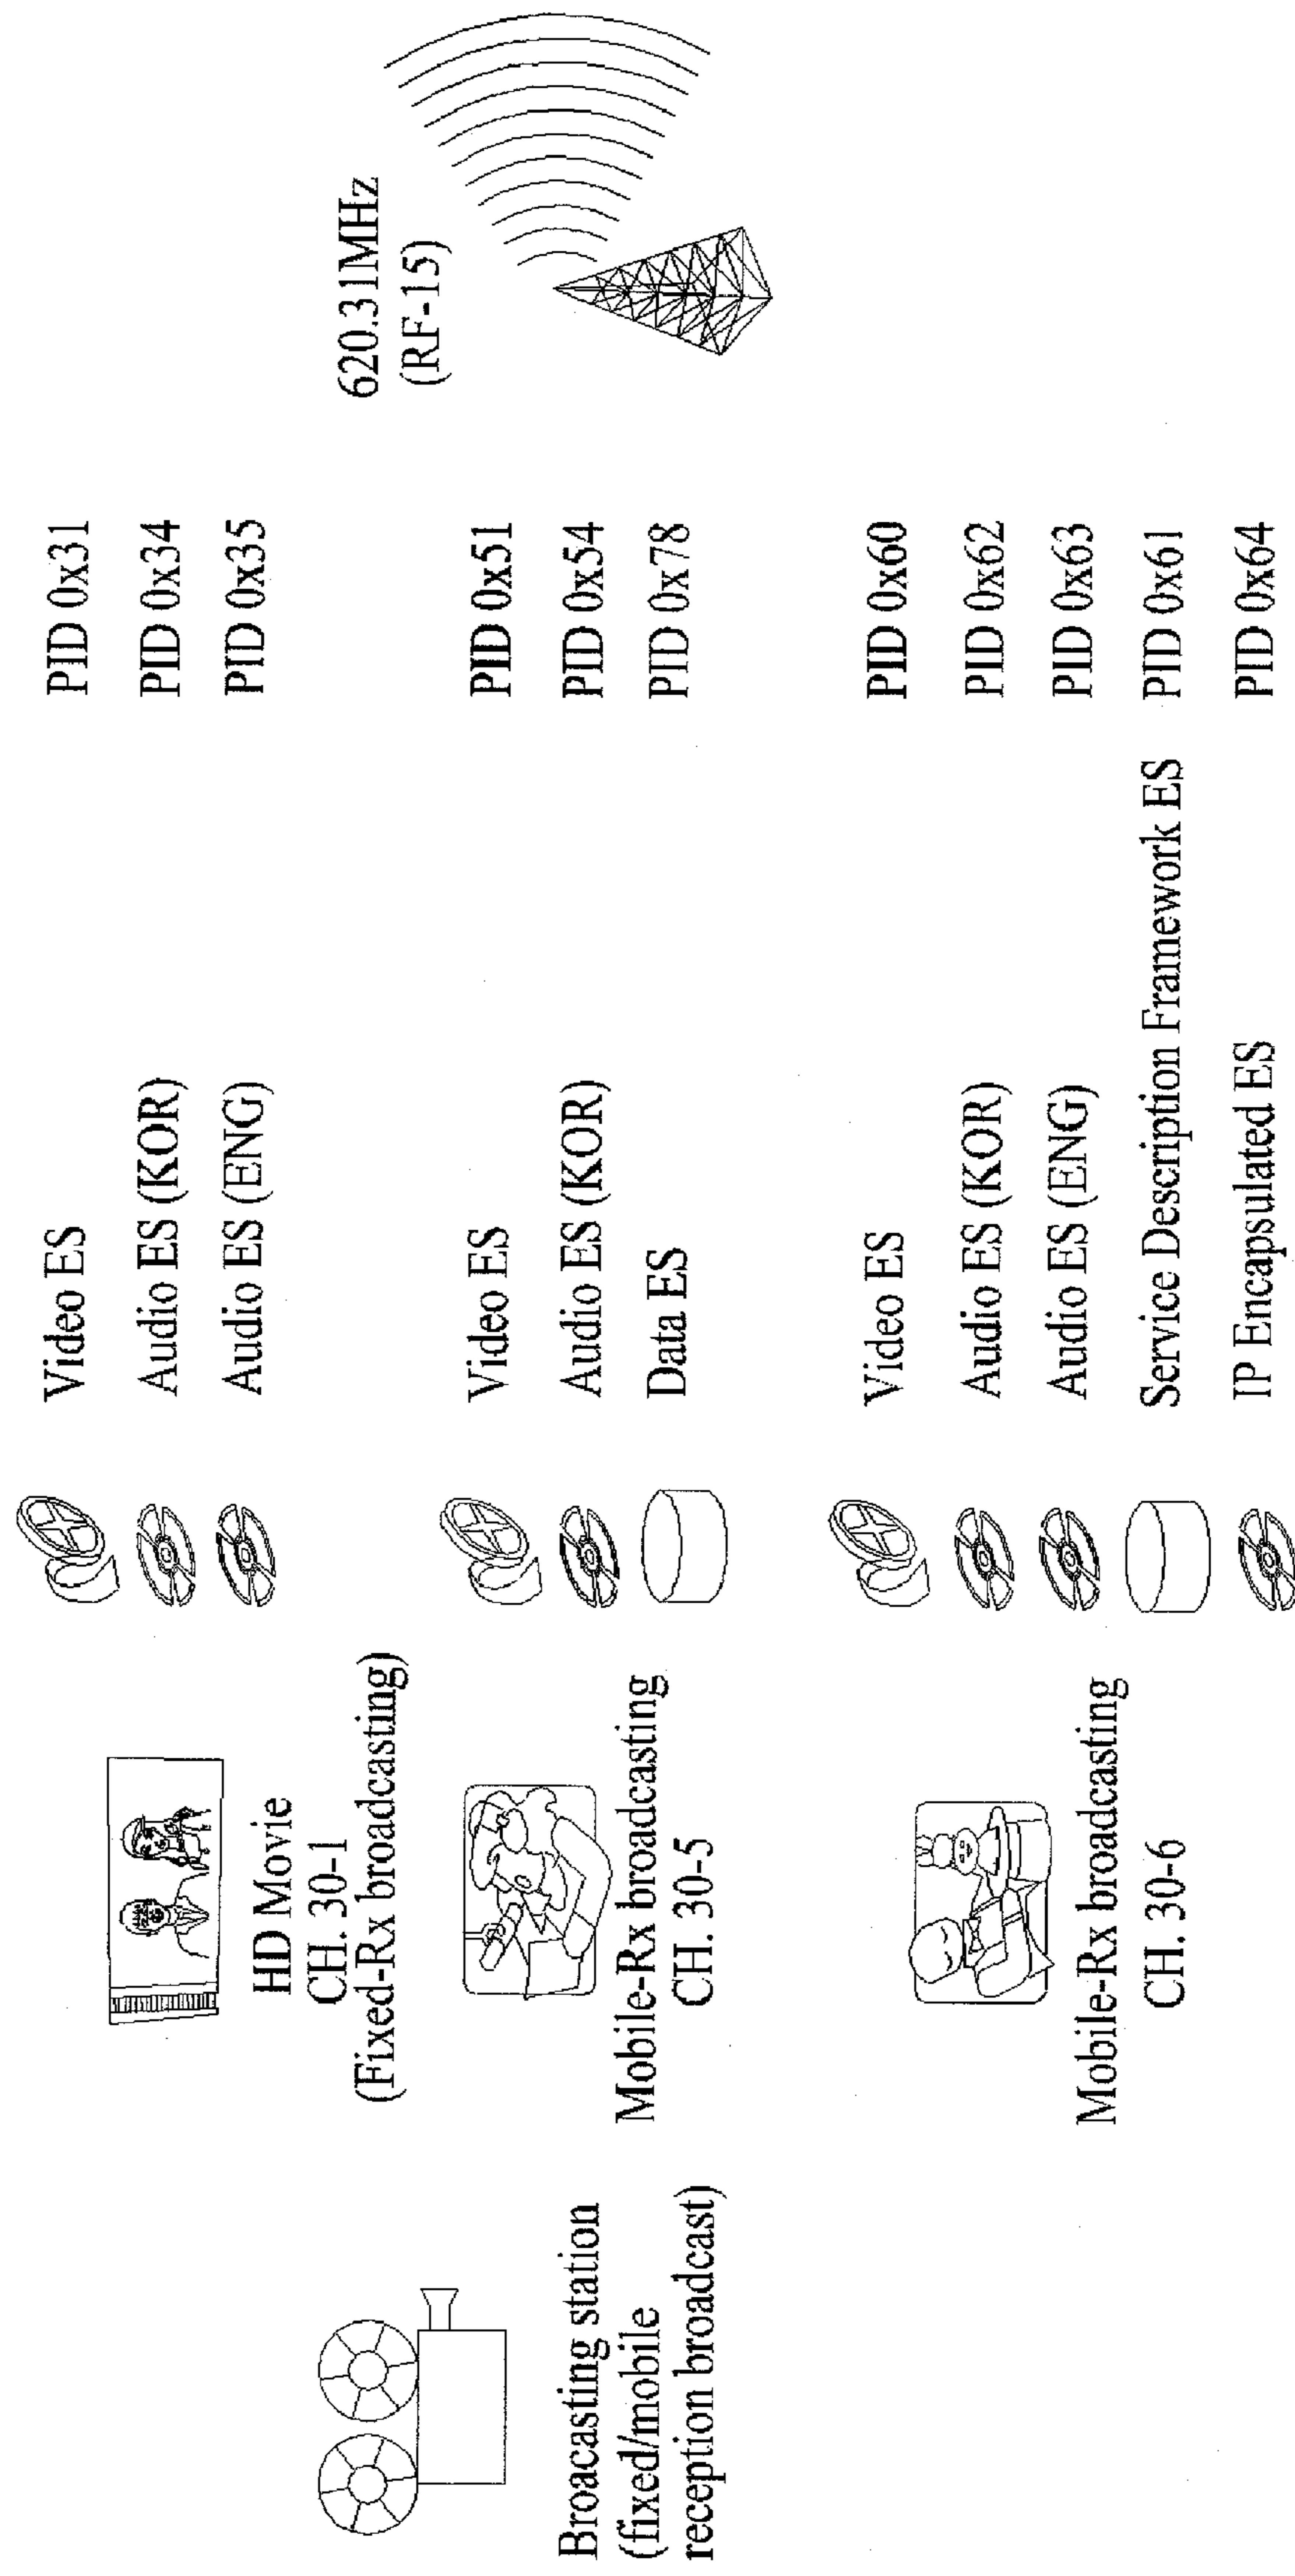 Broacasting station
(fixed/mobile
reception broadcast)
HD Movie
CH. 30-1
(Fixed-Rx broadcasting)
Video ES PID 0x31
Audio ES (KOR) PID 0x34
Audio ES (ENG) PID 0x35
Mobile-Rx broadcasting
CH. 30-5
Video ES PID 0x51
Audio ES (KOR) PID 0x54
Data ES PID 0x78
Mobile-Rx broadcasting
CH. 30-6
Video ES PID 0x60
Audio ES (KOR) PID 0x62
Audio ES (ENG) PID 0x63
Service Description Framework ES PID 0x61
IP Encapsulated ES PID 0x64
620.31MHz
(RF-15)